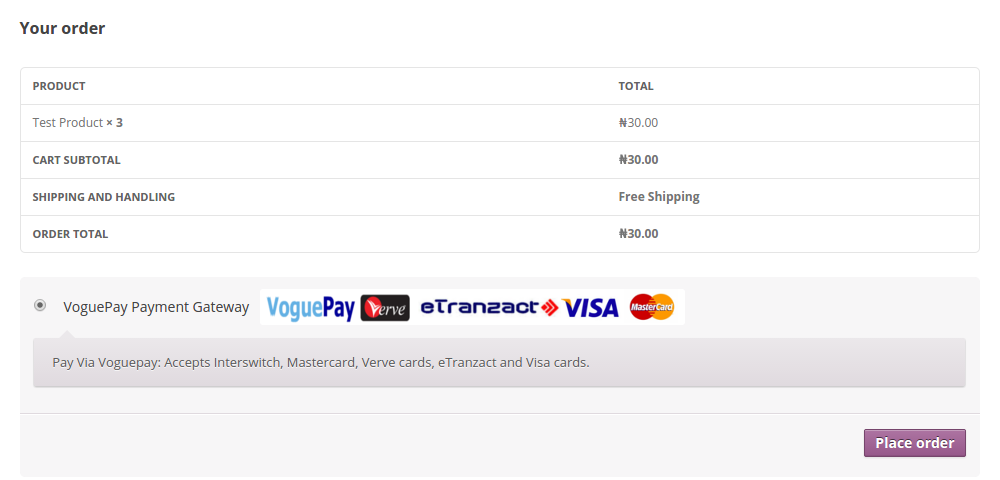 Your order
PRODUCT TOTAL
Test Product × 3 ₦30.00
CART SUBTOTAL ₦30.00
SHIPPING AND HANDLING Free Shipping
ORDER TOTAL ₦30.00
VoguePay Payment Gateway VoguePay Verve eTranzact VISA MasterCard
Pay Via Voguepay: Accepts Interswitch, Mastercard, Verve cards, eTranzact and Visa cards.
Place order